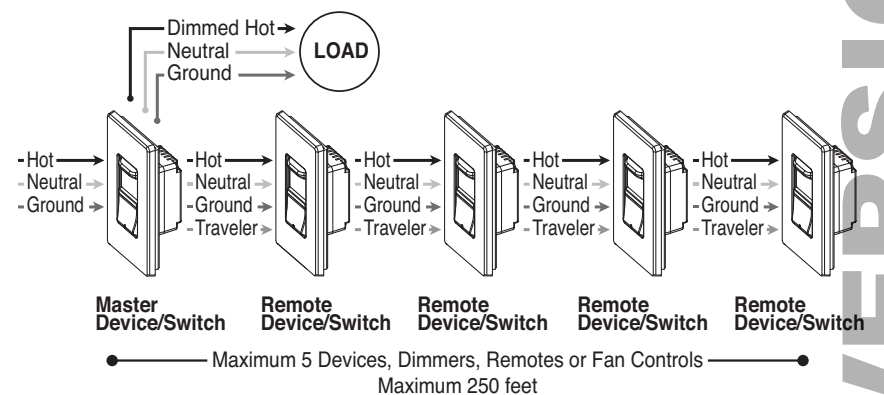 Dimmed Hot
Neutral
Ground
LOAD
Hot
Neutral
Ground
Hot
Neutral
Ground
Traveler
Hot
Neutral
Ground
Traveler
Hot
Neutral
Ground
Traveler
Hot
Neutral
Ground
Traveler
Master
Device/Switch
Remote
Device/Switch
Remote
Device/Switch
Remote
Device/Switch
Remote
Device/Switch
Maximum 5 Devices, Dimmers, Remotes or Fan Controls
Maximum 250 feet